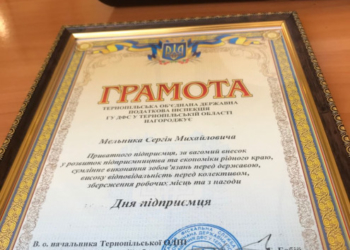 ГРАМОТА
ТЕРНОПІЛЬСЬКА ОБ'ЄДНАНА ДЕРЖАВНА
ПОДАТКОВА ІНСПЕКЦІЯ
ГУ ДФС У ТЕРНОПІЛЬСЬКІЙ ОБЛАСТІ
НАГОРОДЖУЄ
Мельника Сергія Михайловича
Приватного підприємця, за вагомий внесок
у розвиток підприємництва та економіки рідного краю,
сумлінне виконання зобов'язань перед державою,
високу відповідальність перед колективом,
збереження робочих місць та з нагоди
Дня підприємця
В. о. начальника Тернопільської ОДПІ